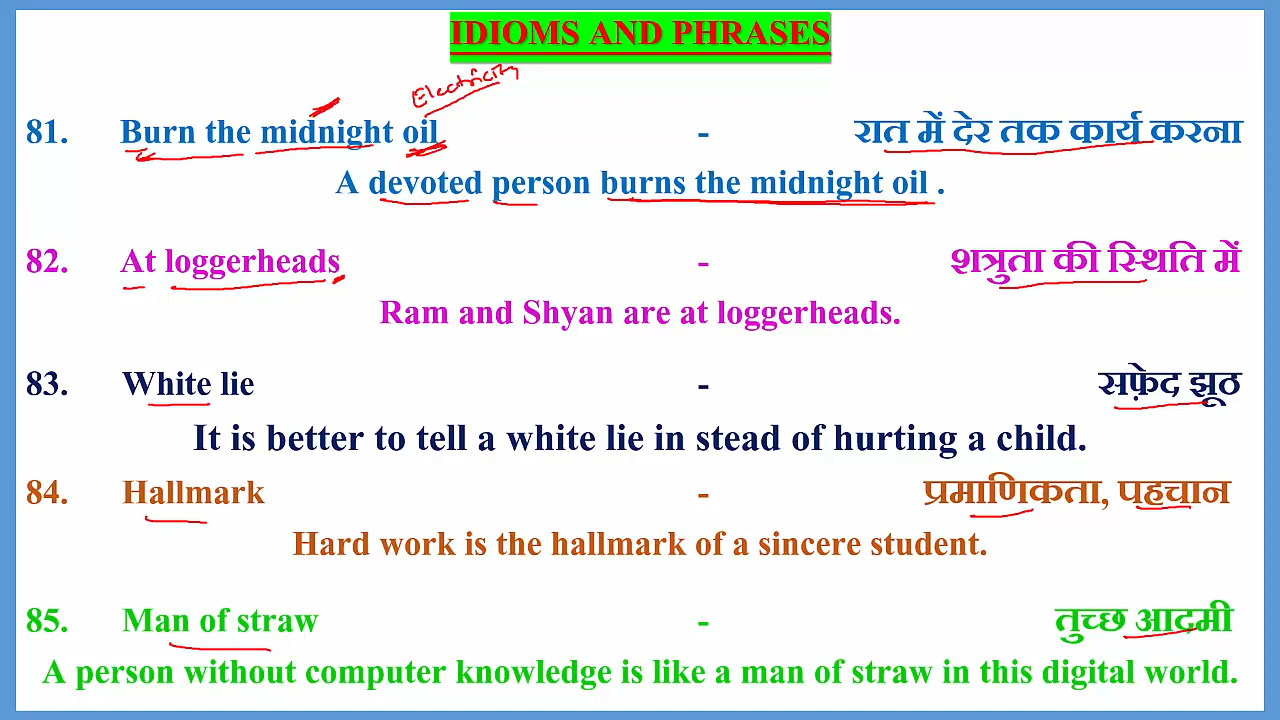 IDIOMS AND PHRASES
Electricity
81. Burn the midnight oil - रात में देर तक कार्य करना
A devoted person burns the midnight oil .
82. At loggerheads - शत्रुता की स्थिति में
Ram and Shyan are at loggerheads.
83. White lie - सफ़ेद झूठ
It is better to tell a white lie in stead of hurting a child.
84. Hallmark - प्रमाणिकता, पहचान
Hard work is the hallmark of a sincere student.
85. Man of straw - तुच्छ आदमी
A person without computer knowledge is like a man of straw in this digital world.